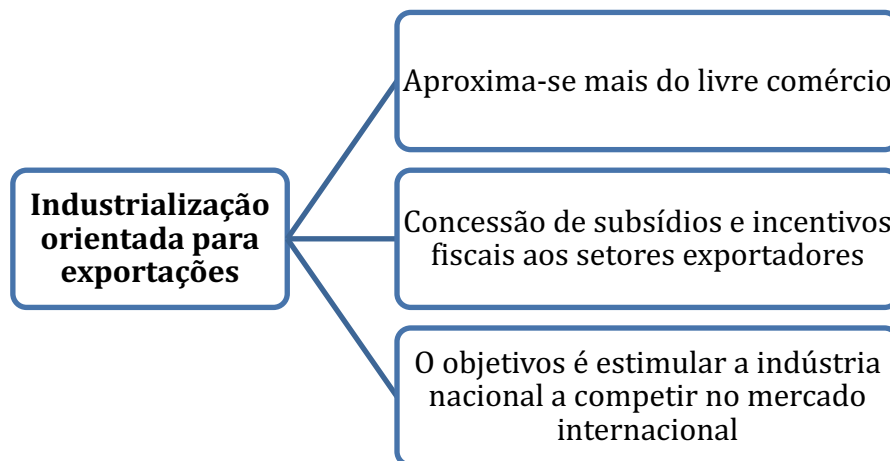 Industrialização
orientada para
exportações
Aproxima-se mais do livre comércio
Concessão de subsídios e incentivos
fiscais aos setores exportadores
O objetivos é estimular a indústria
nacional a competir no mercado
internacional